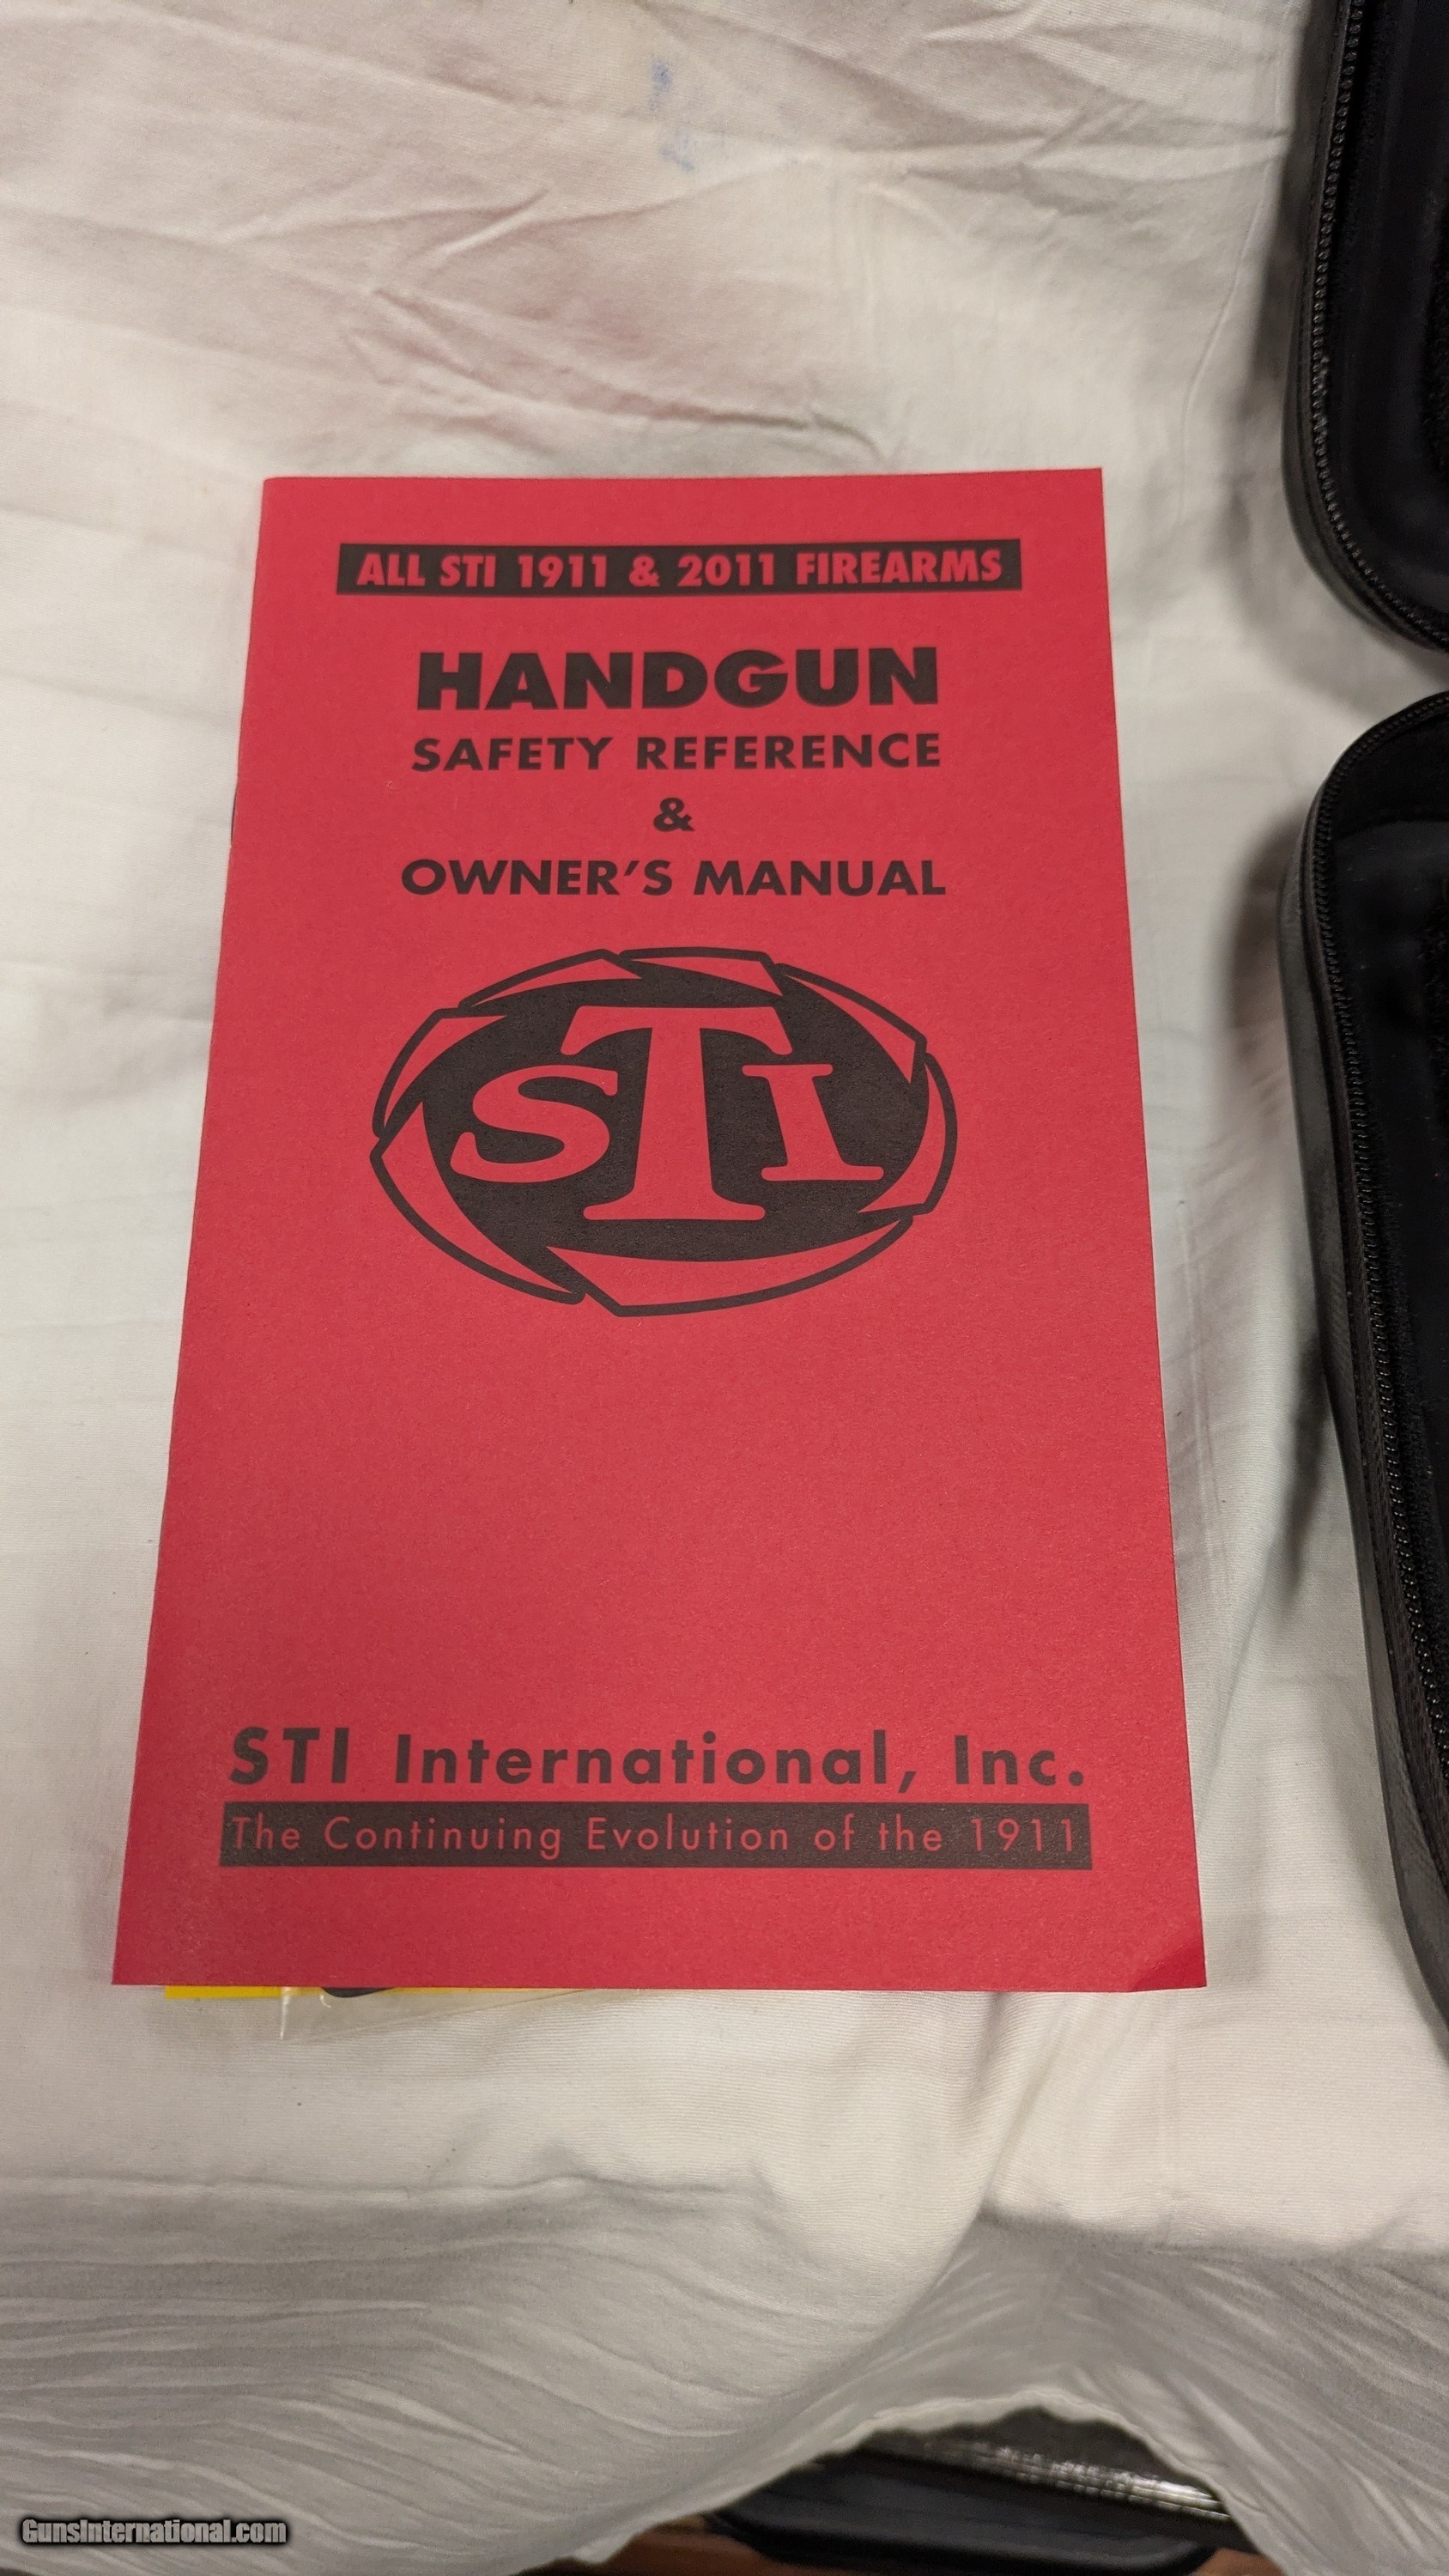 ALL STI 1911 & 2011 FIREARMS
HANDGUN
SAFETY REFERENCE
&
OWNER'S MANUAL
STI
STI International, Inc.
The Continuing Evolution of the 1911
GunsInternational.com